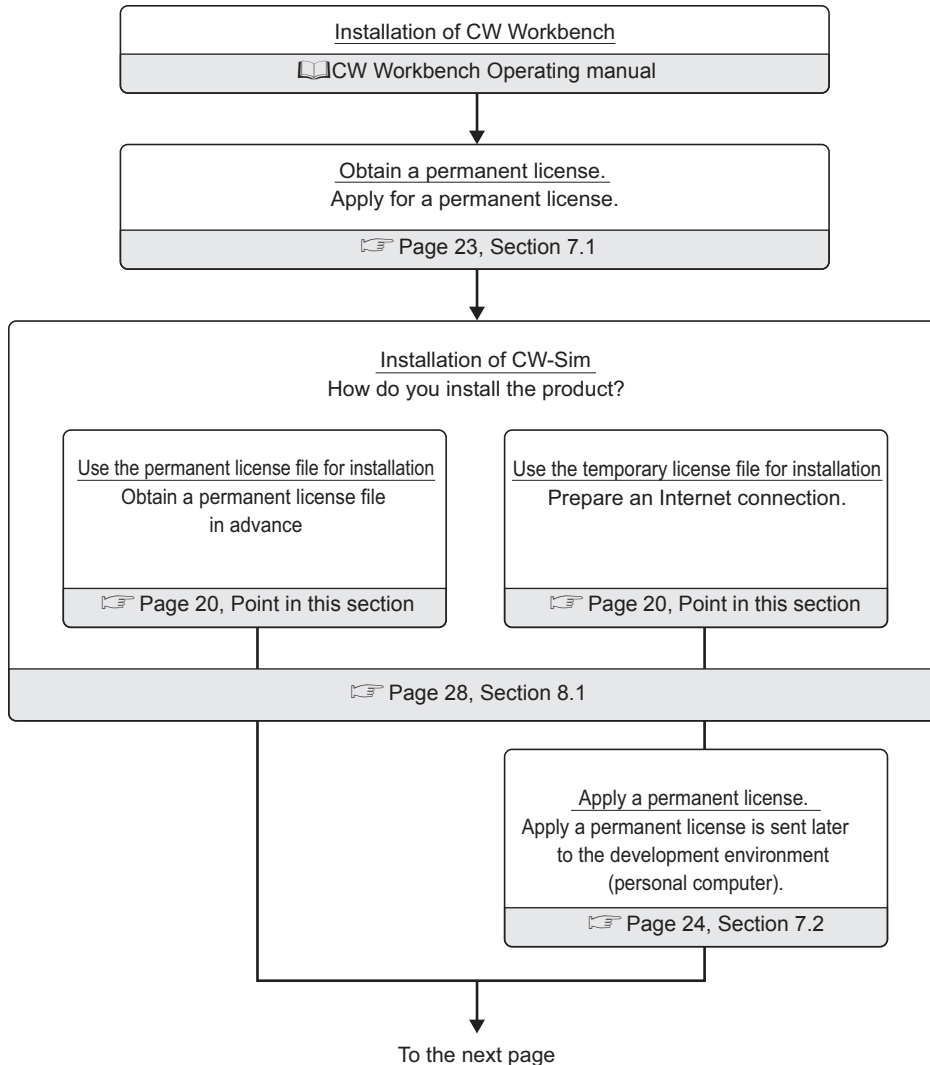 Installation of CW Workbench
CW Workbench Operating manual
Obtain a permanent license.
Apply for a permanent license.
Page 23, Section 7.1
Installation of CW-Sim
How do you install the product?
Use the permanent license file for installation
Obtain a permanent license file
in advance
Page 20, Point in this section
Use the temporary license file for installation
Prepare an Internet connection.
Page 20, Point in this section
Page 28, Section 8.1
Apply a permanent license.
Apply a permanent license is sent later
to the development environment
(personal computer).
Page 24, Section 7.2
To the next page